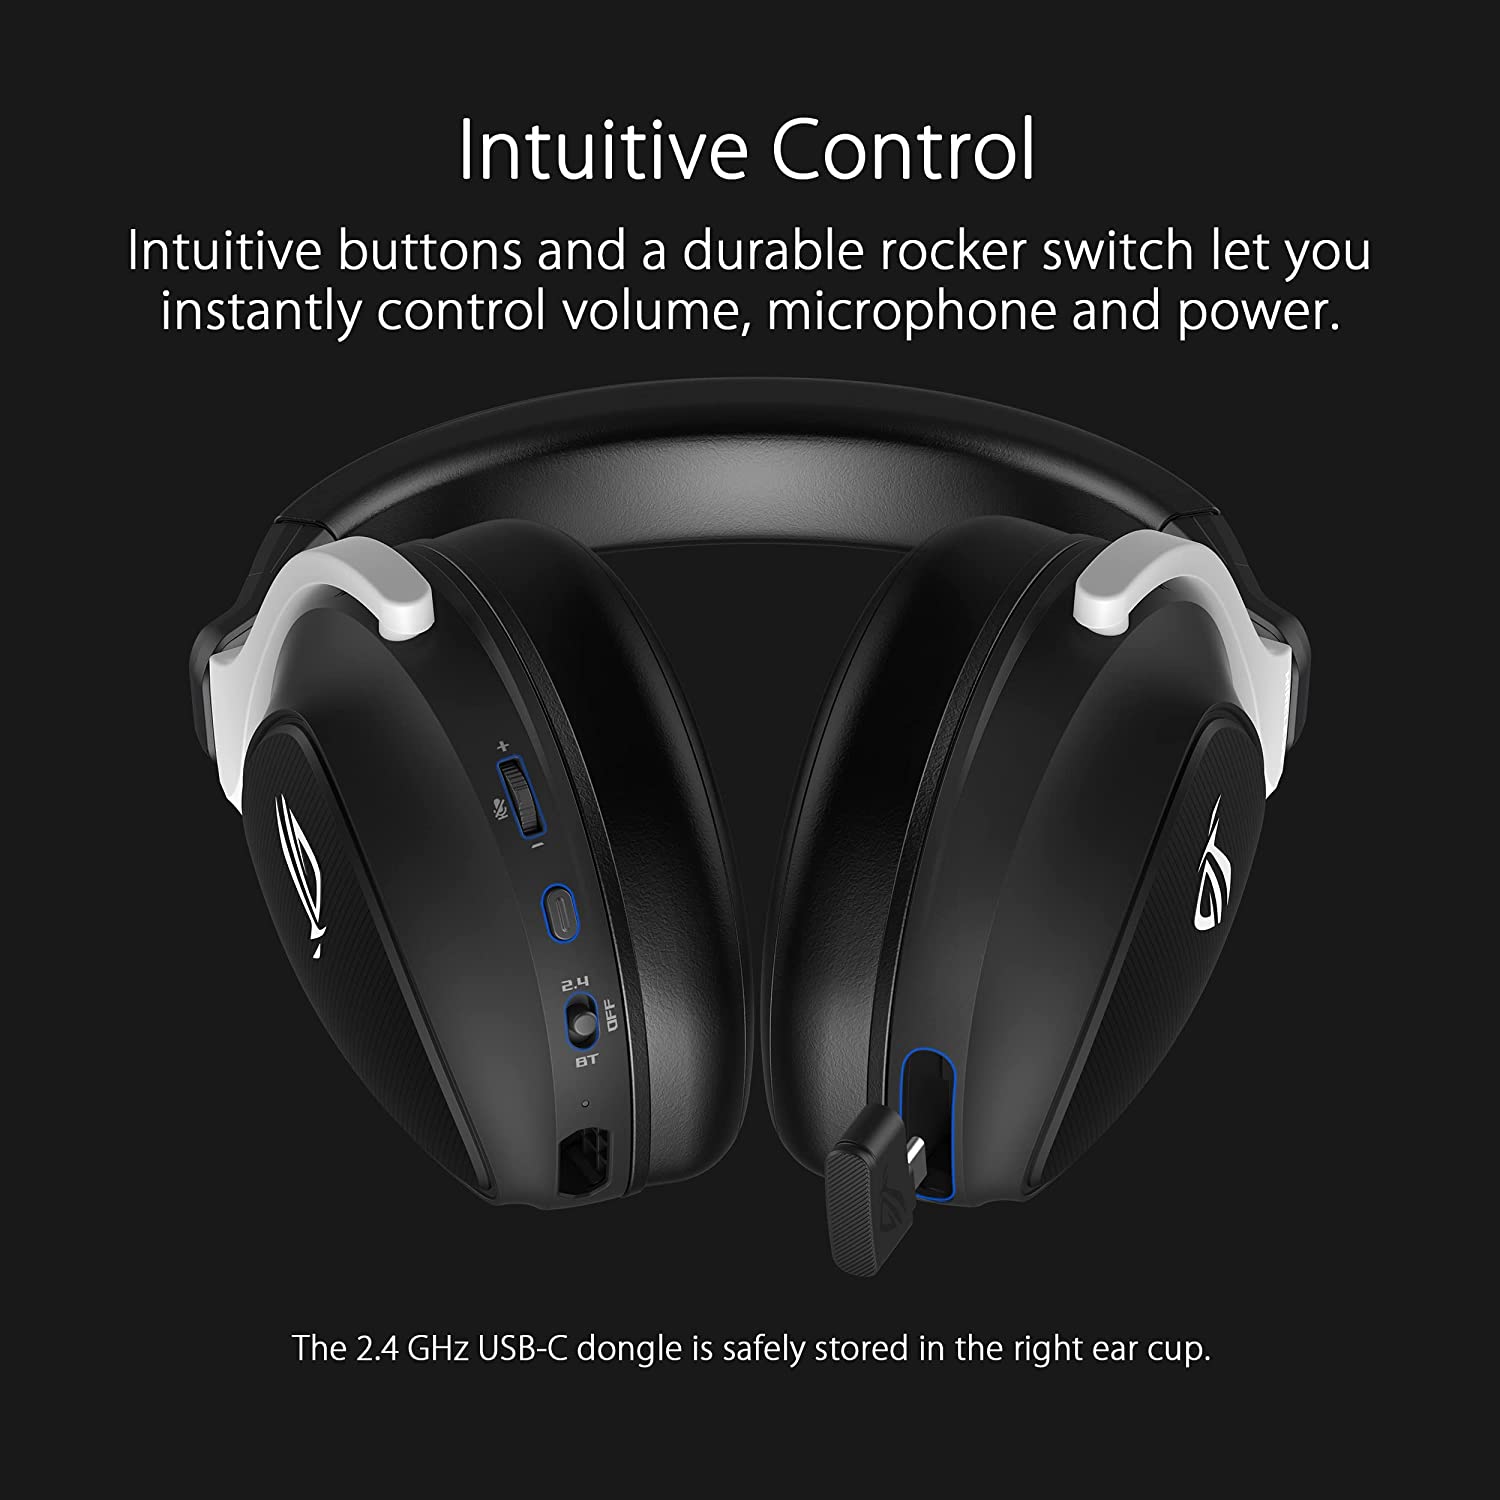 Intuitive Control
Intuitive buttons and a durable rocker switch let you
instantly control volume, microphone and power.
+
-
2.4
OFF
BT
The 2.4 GHz USB-C dongle is safely stored in the right ear cup.